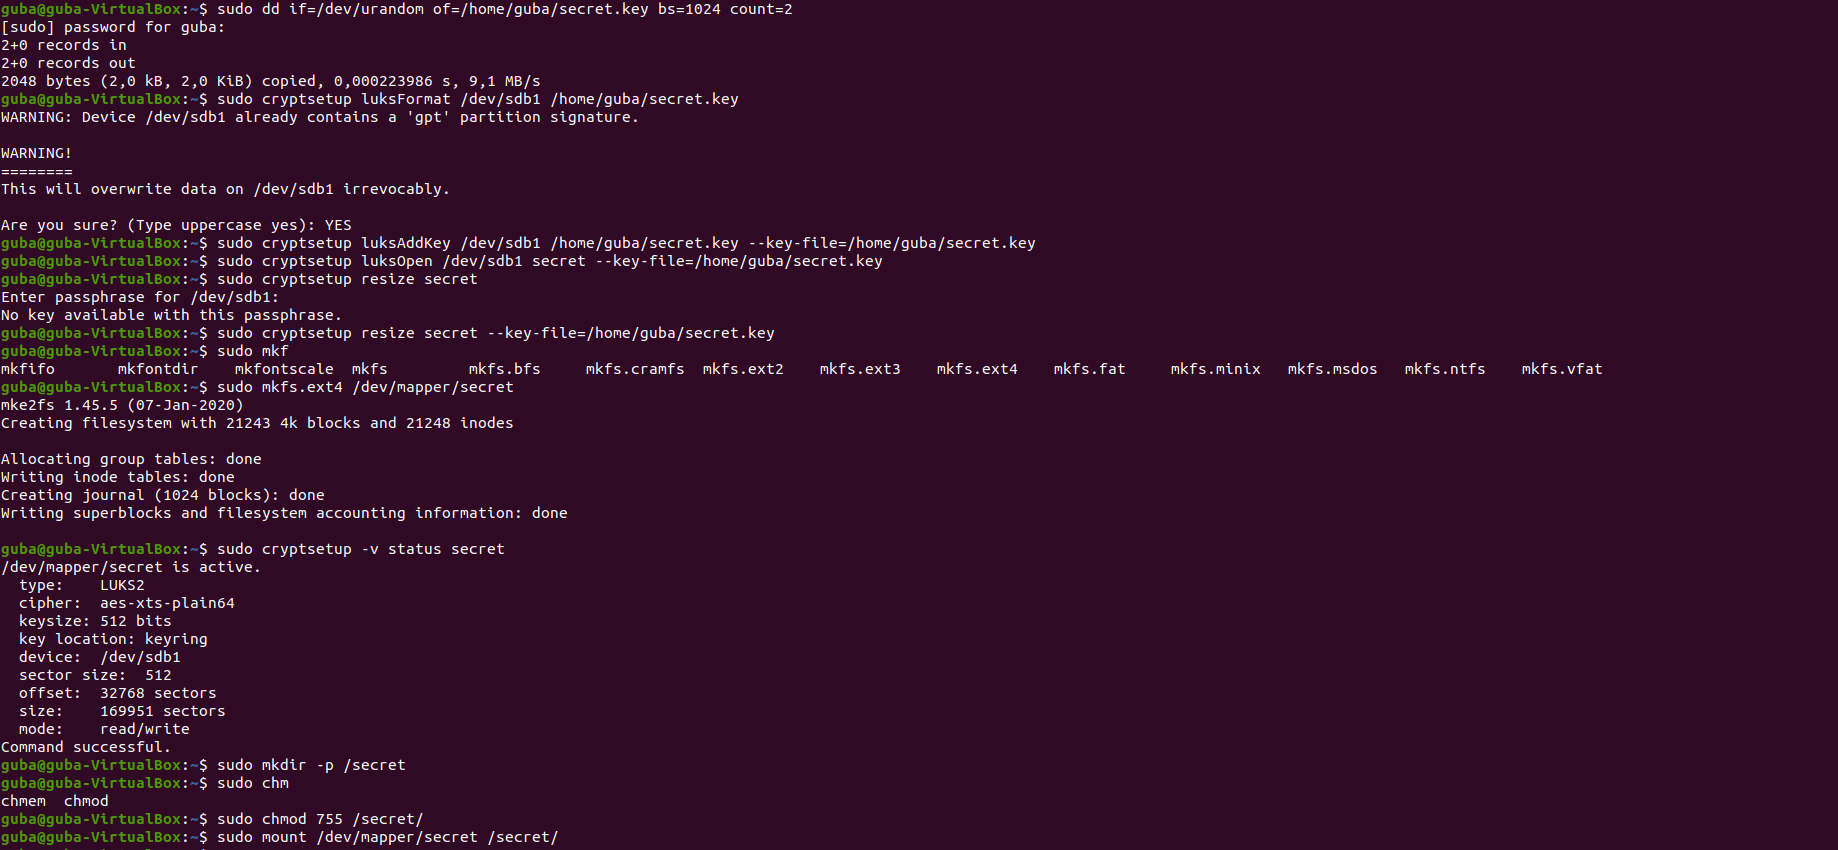 guba@guba-VirtualBox:~$ sudo dd if=/dev/urandom of=/home/guba/secret.key bs=1024 count=2
[sudo] password for guba:
2+0 records in
2+0 records out
2048 bytes (2,0 kB, 2,0 KiB) copied, 0,000223986 s, 9,1 MB/s
guba@guba-VirtualBox:~$ sudo cryptsetup luksFormat /dev/sdb1 /home/guba/secret.key
WARNING: Device /dev/sdb1 already contains a 'gpt' partition signature.

WARNING!
========
This will overwrite data on /dev/sdb1 irrevocably.

Are you sure? (Type uppercase yes): YES
guba@guba-VirtualBox:~$ sudo cryptsetup luksAddKey /dev/sdb1 /home/guba/secret.key --key-file=/home/guba/secret.key
guba@guba-VirtualBox:~$ sudo cryptsetup luksOpen /dev/sdb1 secret --key-file=/home/guba/secret.key
guba@guba-VirtualBox:~$ sudo cryptsetup resize secret
Enter passphrase for /dev/sdb1:
No key available with this passphrase.
guba@guba-VirtualBox:~$ sudo cryptsetup resize secret --key-file=/home/guba/secret.key
guba@guba-VirtualBox:~$ sudo mkf
mkfifo       mkfontdir    mkfontscale  mkfs         mkfs.bfs     mkfs.cramfs  mkfs.ext2    mkfs.ext3    mkfs.ext4    mkfs.fat     mkfs.minix   mkfs.msdos   mkfs.ntfs    mkfs.vfat
guba@guba-VirtualBox:~$ sudo mkfs.ext4 /dev/mapper/secret
mke2fs 1.45.5 (07-Jan-2020)
Creating filesystem with 21243 4k blocks and 21248 inodes

Allocating group tables: done
Writing inode tables: done
Creating journal (1024 blocks): done
Writing superblocks and filesystem accounting information: done

guba@guba-VirtualBox:~$ sudo cryptsetup -v status secret
/dev/mapper/secret is active.
  type:    LUKS2
  cipher:  aes-xts-plain64
  keysize: 512 bits
  key location: keyring
  device:  /dev/sdb1
  sector size:  512
  offset:  32768 sectors
  size:    169951 sectors
  mode:    read/write
Command successful.
guba@guba-VirtualBox:~$ sudo mkdir -p /secret
guba@guba-VirtualBox:~$ sudo chm
chmem  chmod
guba@guba-VirtualBox:~$ sudo chmod 755 /secret/
guba@guba-VirtualBox:~$ sudo mount /dev/mapper/secret /secret/